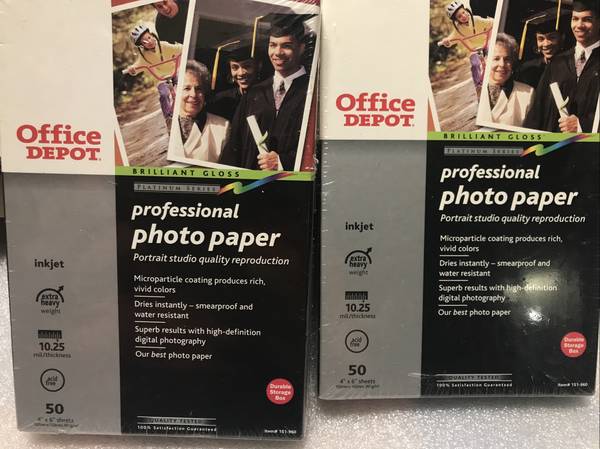 Office
DEPOT
BRILLIANT GLOSS
PLATINUM SERIES
professional
photo paper
Portrait studio quality reproduction
inkjet
Microparticle coating produces rich,
vivid colors
extra
heavy
weight
Dries instantly – smearproof and
water resistant
10.25
mil/thickness
Superb results with high-definition
digital photography
Our best photo paper
acid
free
Durable
Storage
Box
50
4" x 6" sheets
QUALITY TESTED
100% Satisfaction Guaranteed
Item# 151-960
Office
DEPOT
BRILLIANT GLOSS
PLATINUM SERIES
professional
photo paper
Portrait studio quality reproduction
inkjet
Microparticle coating produces rich,
vivid colors
extra
heavy
weight
Dries instantly – smearproof and
water resistant
10.25
mil/thickness
Superb results with high-definition
digital photography
Our best photo paper
acid
free
Durable
Storage
Box
50
4" x 6" sheets
QUALITY TESTED
100% Satisfaction Guaranteed
Item# 151-960